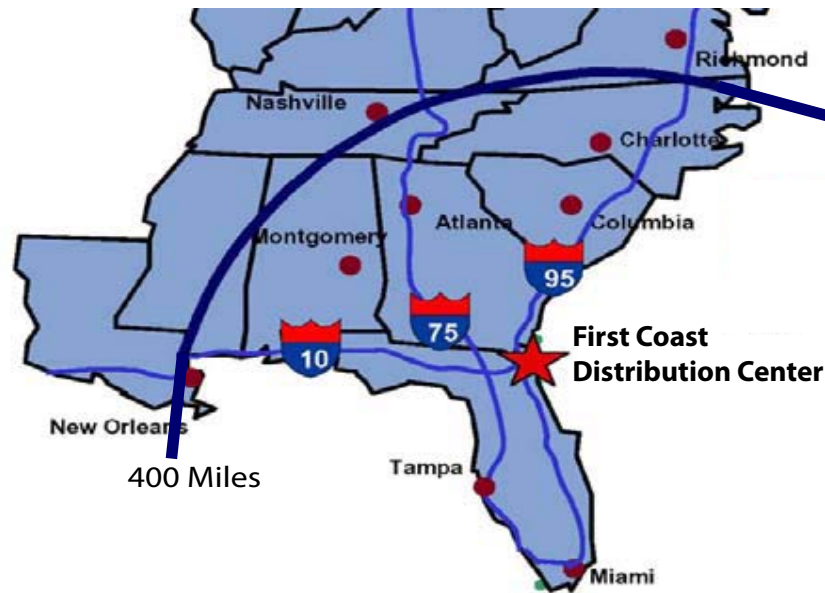 Richmond
Nashville
Charlotte
Atlanta
Columbia
Montgomery
95
75
10
First Coast
Distribution Center
New Orleans
400 Miles
Tampa
Miami